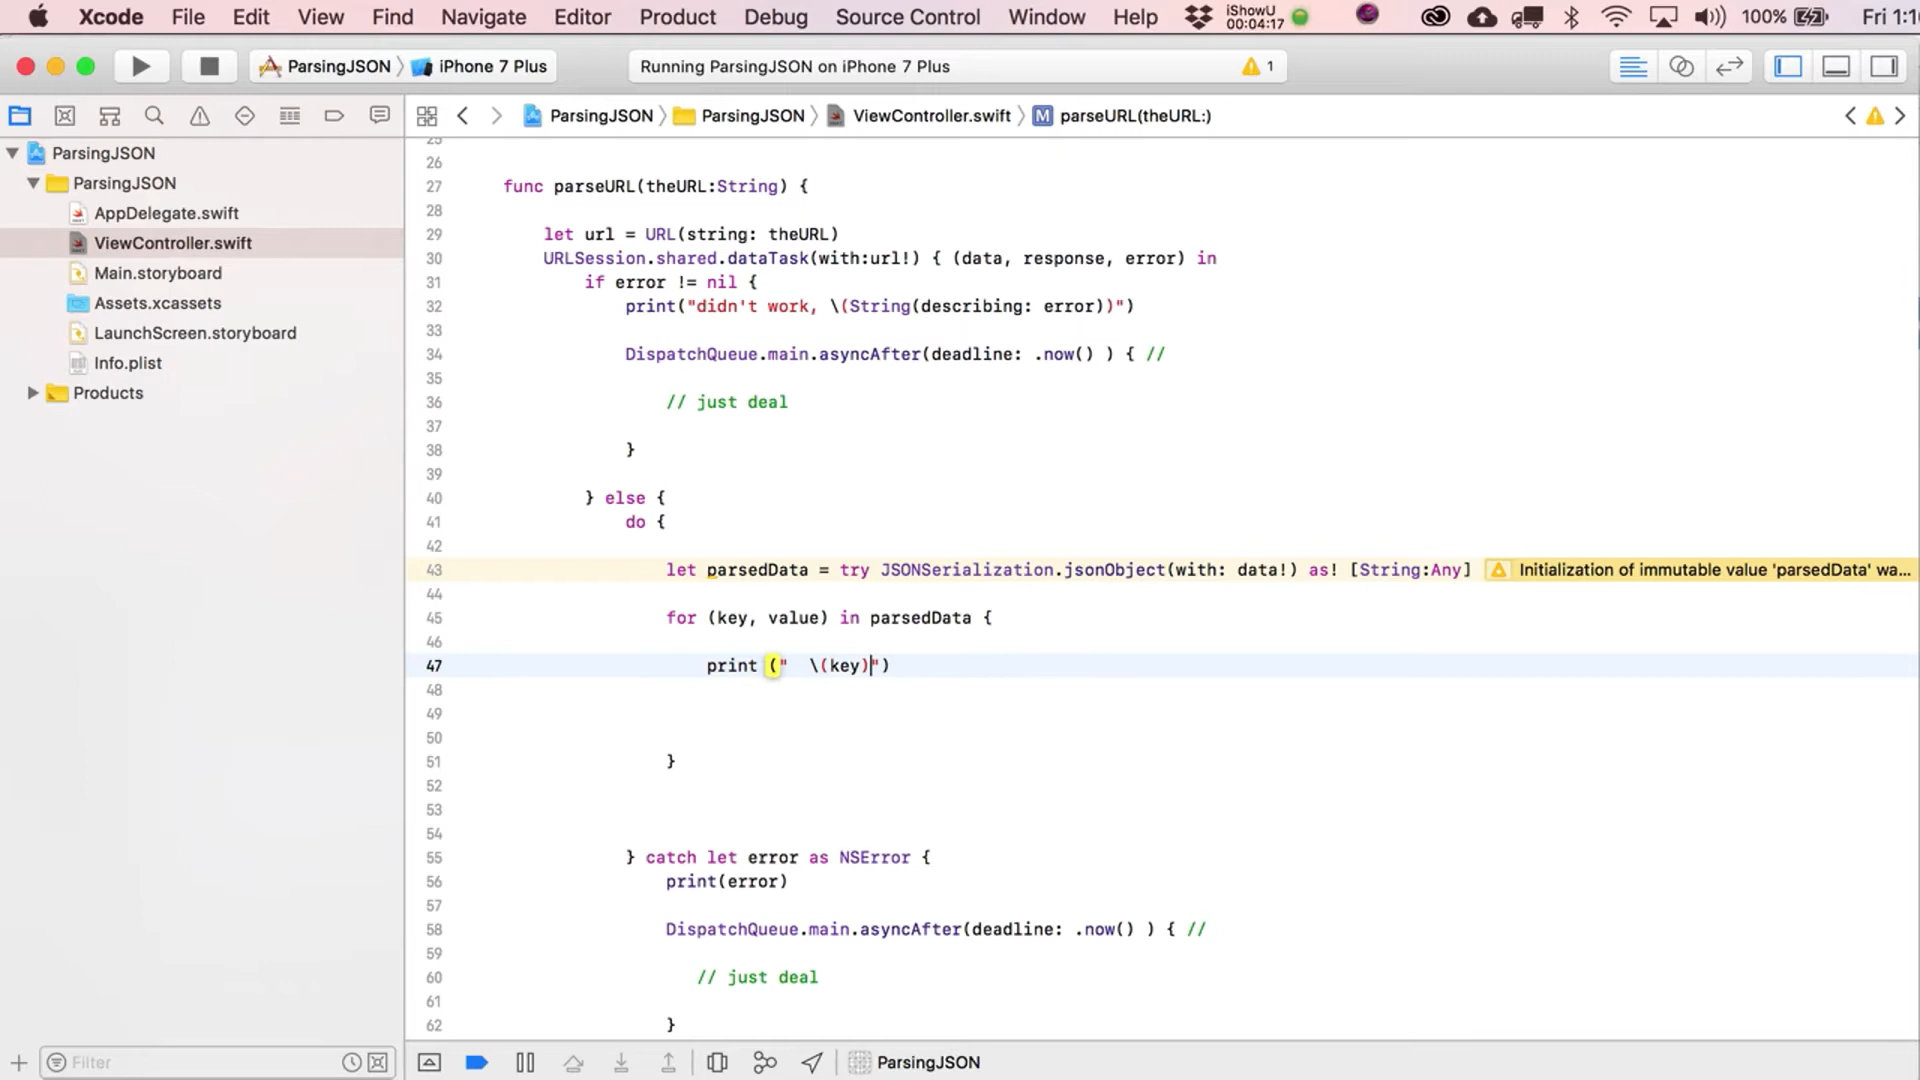 Xcode File Edit View Find Navigate Editor Product Debug Source Control Window Help iShowU 00:04:17 100% Fri 1:1
ParsingJSON iPhone 7 Plus Running ParsingJSON on iPhone 7 Plus 1
ParsingJSON ParsingJSON ViewController.swift M parseURL(theURL:)
ParsingJSON
ParsingJSON
AppDelegate.swift
ViewController.swift
Main.storyboard
Assets.xcassets
LaunchScreen.storyboard
Info.plist
Products
25
26
27 func parseURL(theURL:String) {
28
29 let url = URL(string: theURL)
30 URLSession.shared.dataTask(with:url!) { (data, response, error) in
31 if error != nil {
32 print("didn't work, \(String(describing: error))")
33
34 DispatchQueue.main.asyncAfter(deadline: .now() ) { //
35
36 // just deal
37
38 }
39
40 } else {
41 do {
42
43 let parsedData = try JSONSerialization.jsonObject(with: data!) as! [String:Any] Initialization of immutable value 'parsedData' wa...
44
45 for (key, value) in parsedData {
46
47 print ("  \(key)")
48
49
50
51 }
52
53
54
55 } catch let error as NSError {
56 print(error)
57
58 DispatchQueue.main.asyncAfter(deadline: .now() ) { //
59
60 // just deal
61
62 }
Filter
ParsingJSON